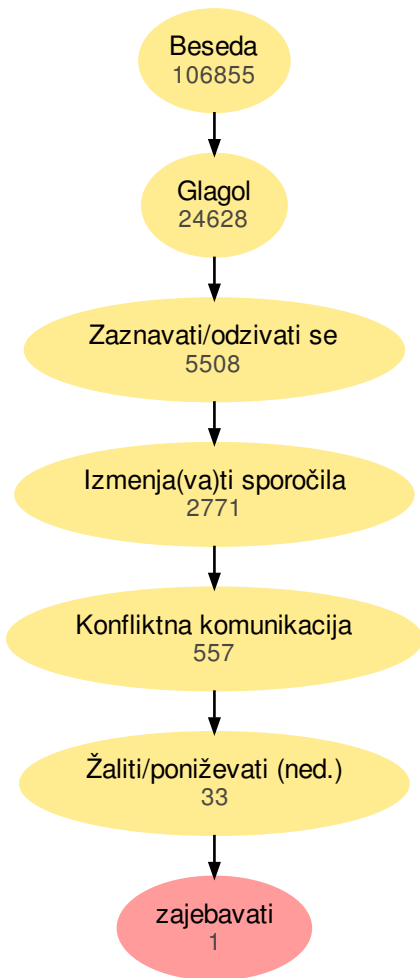 Beseda
106855
Glagol
24628
Zaznavati/odzivati se
5508
Izmenja(va)ti sporočila
2771
Konfliktna komunikacija
557
Žaliti/poniževati (ned.)
33
zajebavati
1